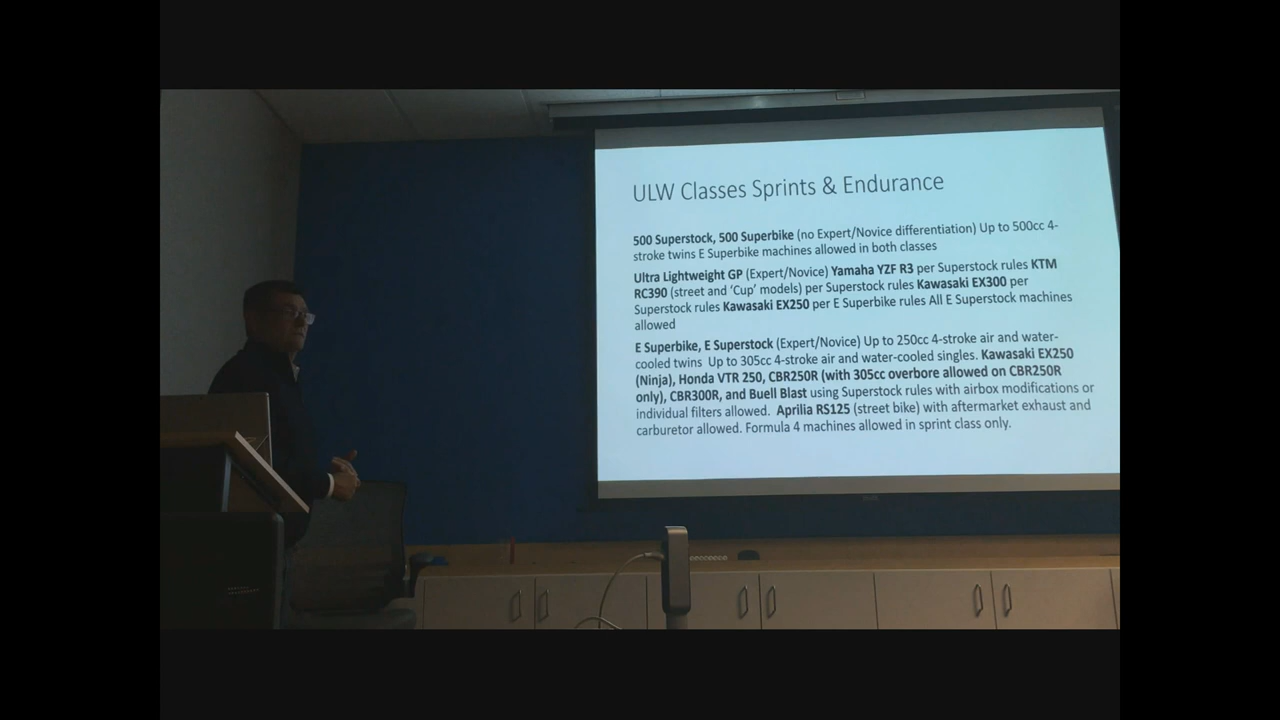 ULW Classes Sprints & Endurance
500 Superstock, 500 Superbike (no Expert/Novice differentiation) Up to 500cc 4-
stroke twins E Superbike machines allowed in both classes
Ultra Lightweight GP (Expert/Novice) Yamaha YZF R3 per Superstock rules KTM
RC390 (street and ‘Cup’ models) per Superstock rules Kawasaki EX300 per
Superstock rules Kawasaki EX250 per E Superbike rules All E Superstock machines
allowed
E Superbike, E Superstock (Expert/Novice) Up to 250cc 4-stroke air and water-
cooled twins Up to 305cc 4-stroke air and water-cooled singles. Kawasaki EX250
(Ninja), Honda VTR 250, CBR250R (with 305cc overbore allowed on CBR250R
only), CBR300R, and Buell Blast using Superstock rules with airbox modifications or
individual filters allowed. Aprilia RS125 (street bike) with aftermarket exhaust and
carburetor allowed. Formula 4 machines allowed in sprint class only.